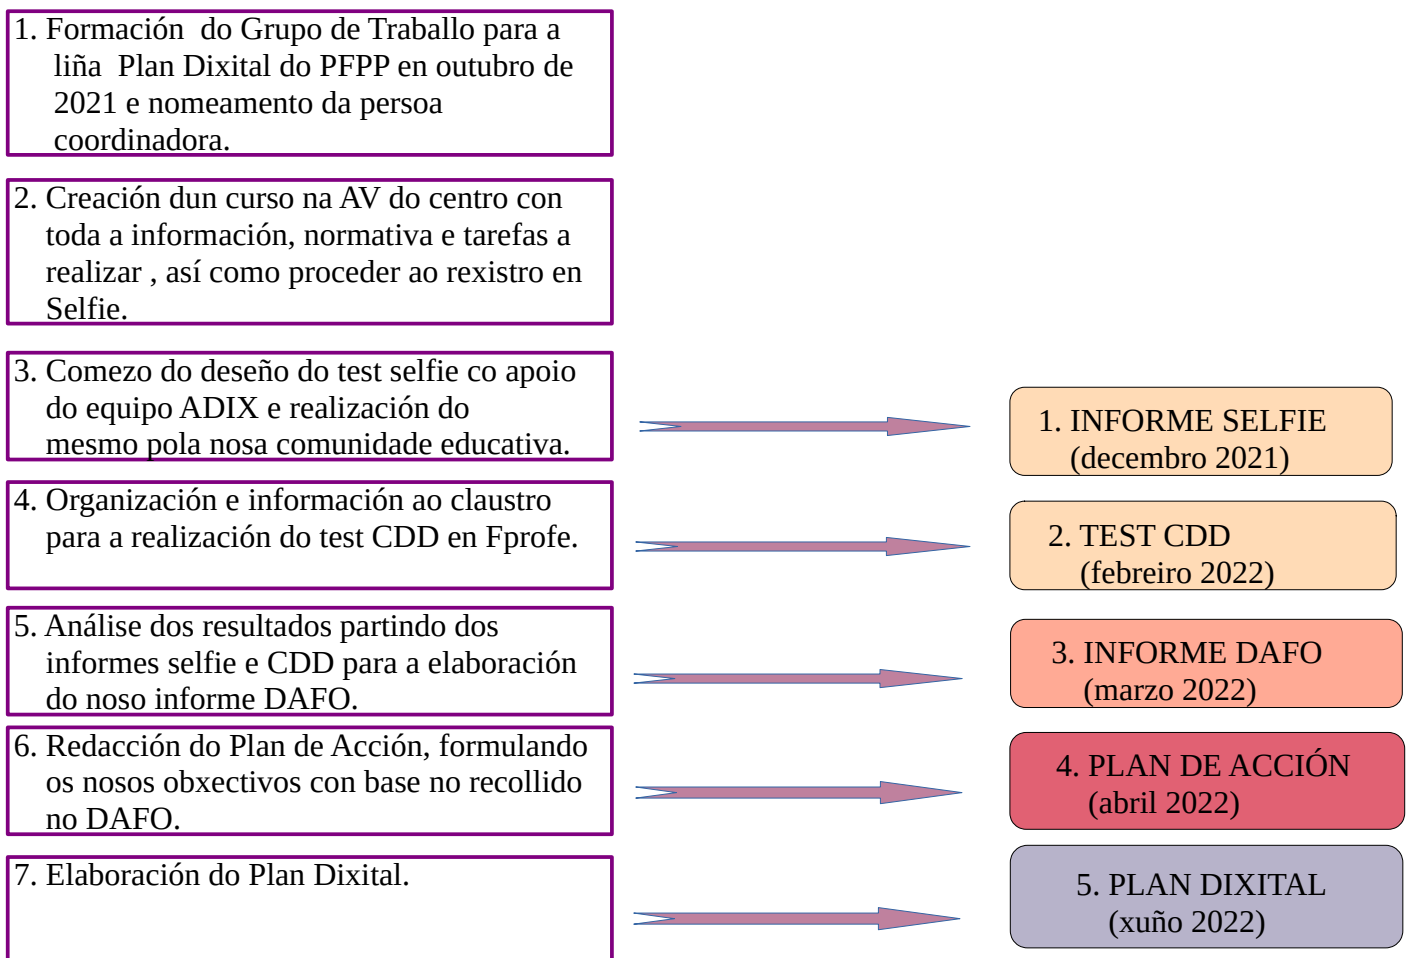 1. Formación do Grupo de Traballo para a
liña Plan Dixital do PFPP en outubro de
2021 e nomeamento da persoa
coordinadora.
2. Creación dun curso na AV do centro con
toda a información, normativa e tarefas a
realizar , así como proceder ao rexistro en
Selfie.
3. Comezo do deseño do test selfie co apoio
do equipo ADIX e realización do
mesmo pola nosa comunidade educativa.
1. INFORME SELFIE
(decembro 2021)
4. Organización e información ao claustro
para a realización do test CDD en Fprofe.
2. TEST CDD
(febreiro 2022)
5. Análise dos resultados partindo dos
informes selfie e CDD para a elaboración
do noso informe DAFO.
3. INFORME DAFO
(marzo 2022)
6. Redacción do Plan de Acción, formulando
os nosos obxectivos con base no recollido
no DAFO.
4. PLAN DE ACCIÓN
(abril 2022)
7. Elaboración do Plan Dixital.
5. PLAN DIXITAL
(xuño 2022)